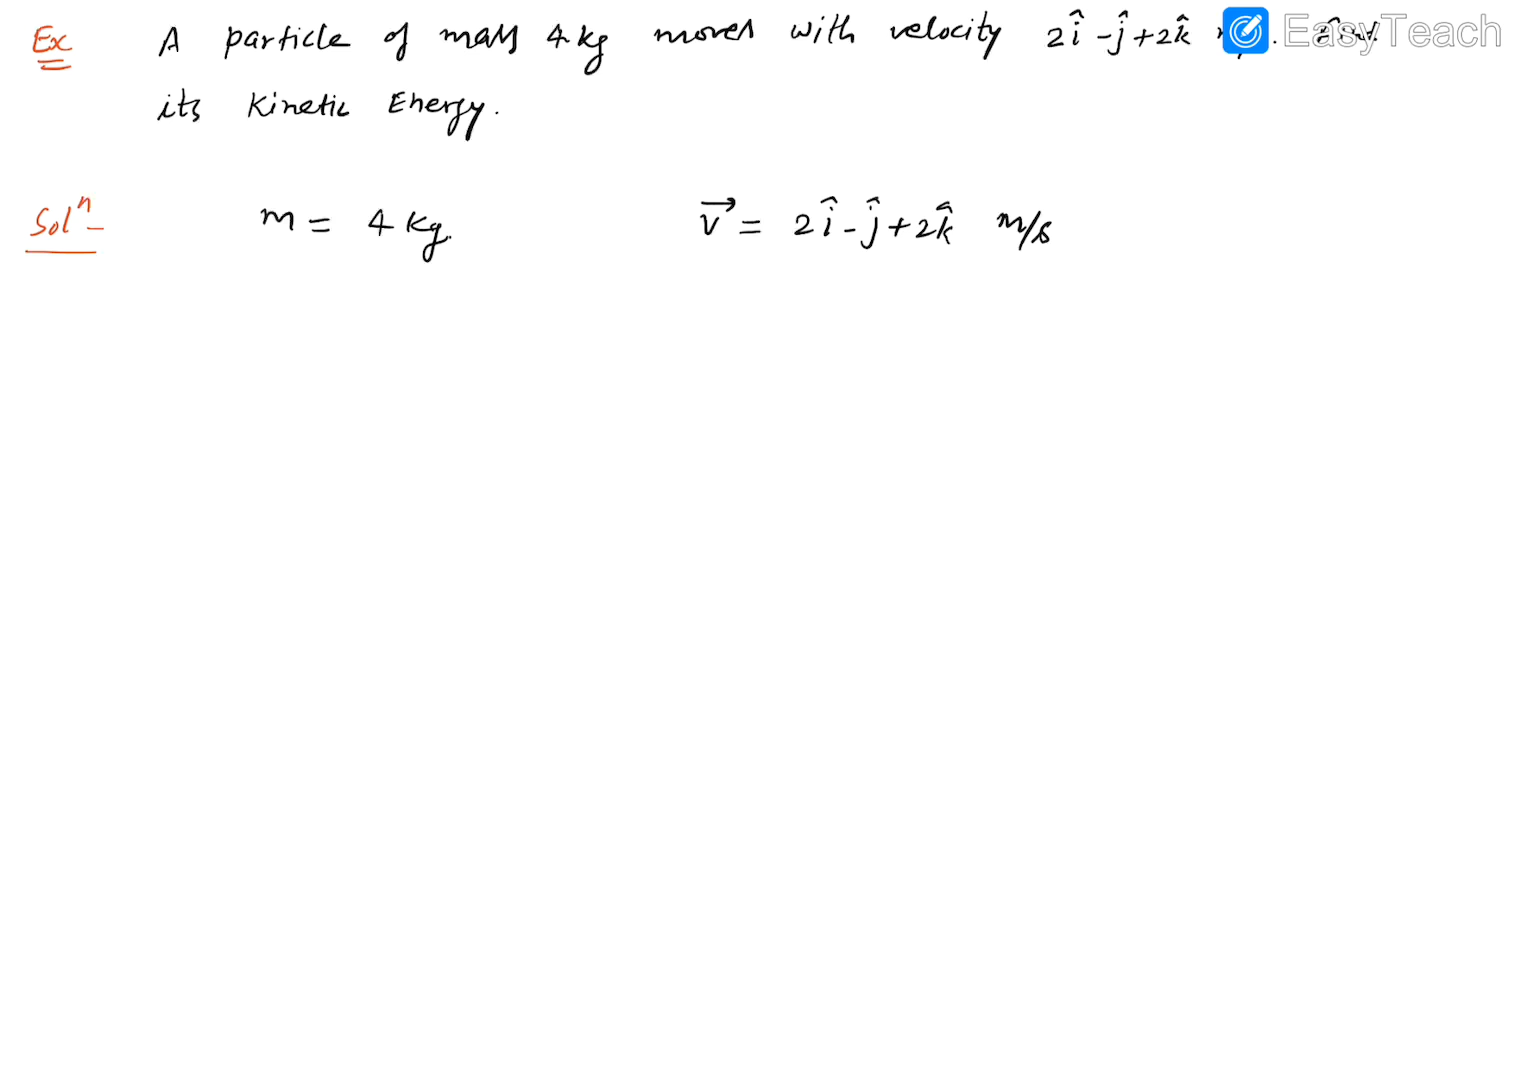 Ex A particle of mass 4 kg moves with velocity 2î - ĵ + 2k̂ EasyTeach
its Kinetic Energy.
Solⁿ- m = 4 kg. v⃗ = 2î - ĵ + 2k̂ m/s